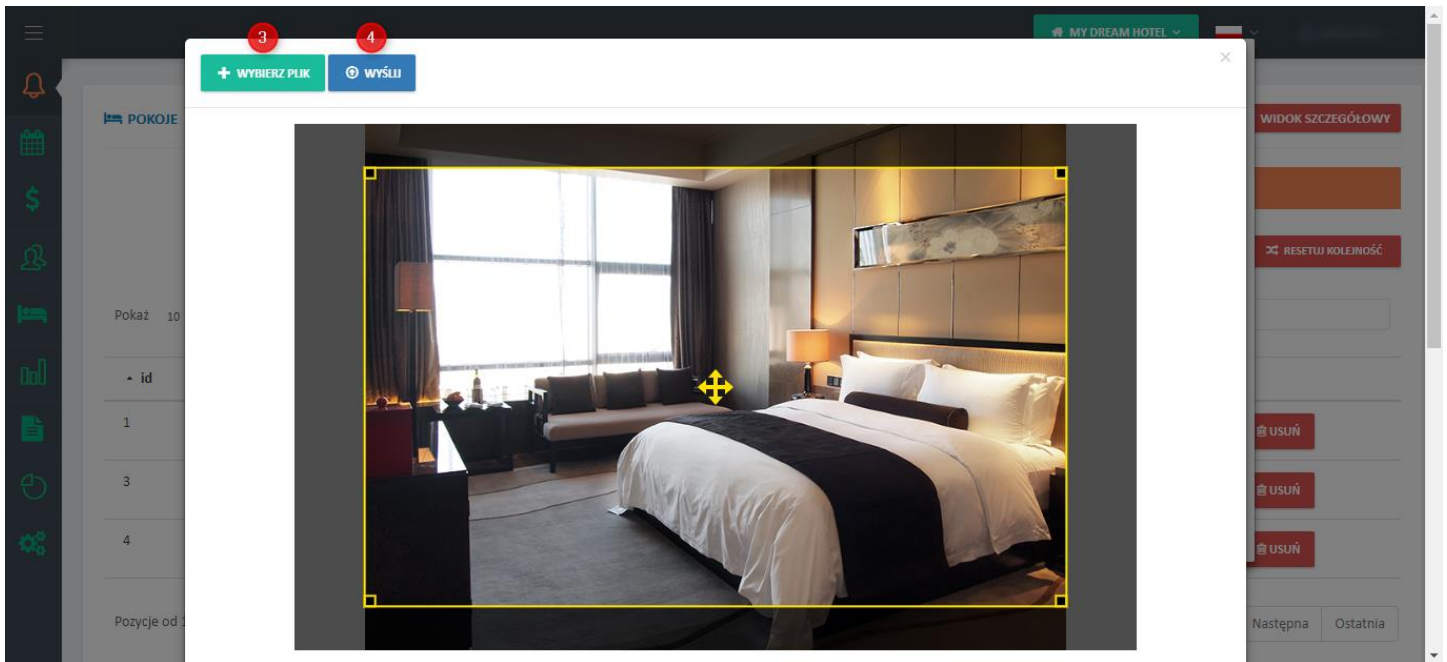 3
4
MY DREAM HOTEL
WYBIERZ PLIK
WYŚLIJ
×
POKOJE
WIDOK SZCZEGÓŁOWY
RESETUJ KOLEJNOŚĆ
Pokaż 10
id
1
USUŃ
3
USUŃ
4
USUŃ
Pozycje od 1
Następna
Ostatnia